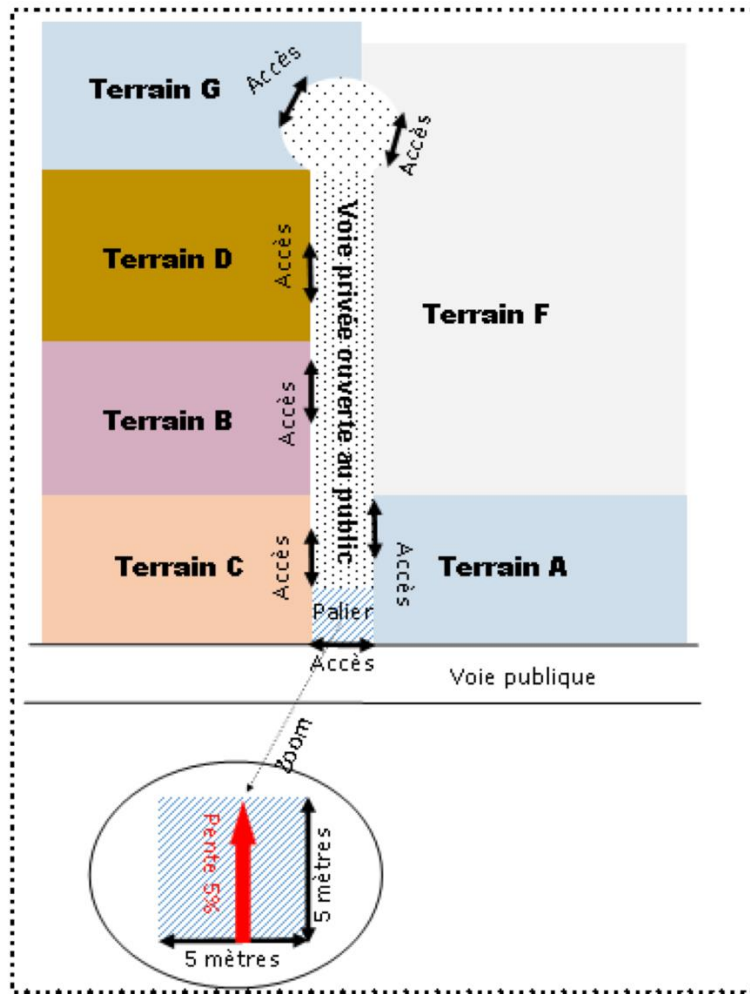 Terrain G
Accès
Accès
Terrain D
Accès
Voie privée ouverte au public
Terrain F
Terrain B
Accès
Terrain C
Accès
Accès
Terrain A
Palier
Accès
Voie publique
Zoom
Pente 5%
5 mètres
5 mètres